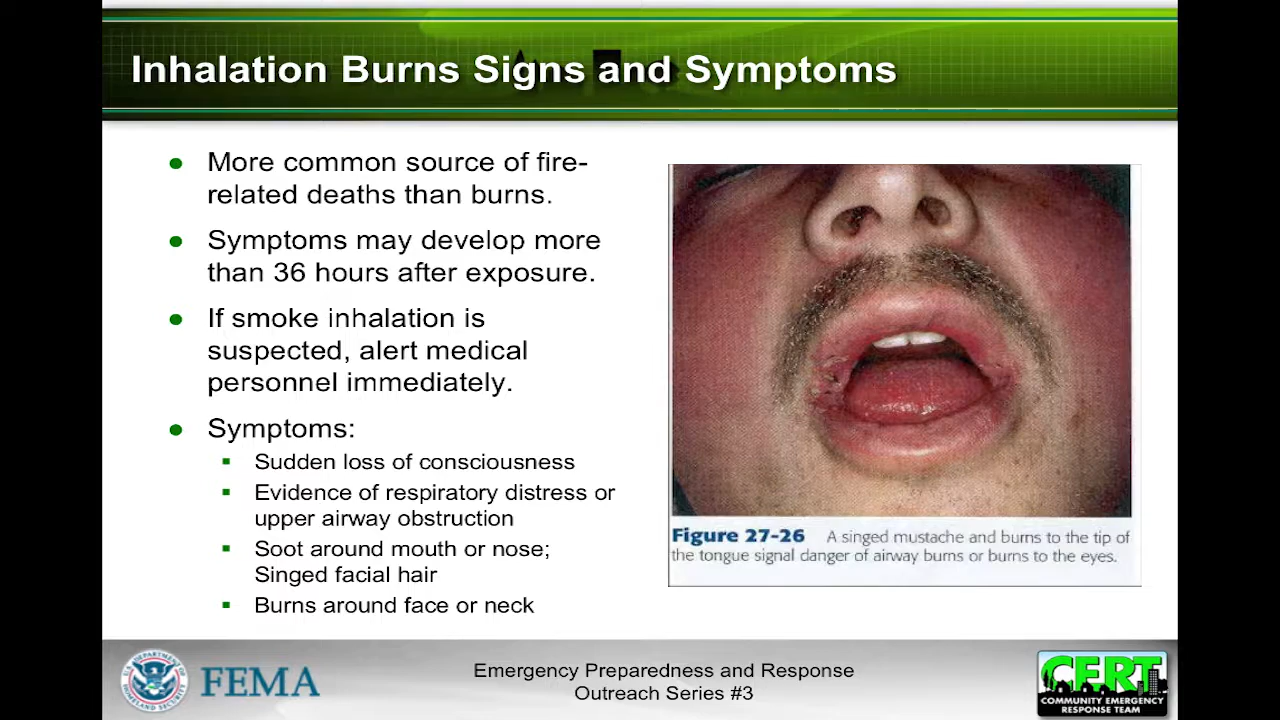 Inhalation Burns Signs and Symptoms
More common source of fire-
related deaths than burns.
Symptoms may develop more
than 36 hours after exposure.
If smoke inhalation is
suspected, alert medical
personnel immediately.
Symptoms:
Sudden loss of consciousness
Evidence of respiratory distress or
upper airway obstruction
Soot around mouth or nose;
Singed facial hair
Burns around face or neck
Figure 27-26 A singed mustache and burns to the tip of
the tongue signal danger of airway burns or burns to the eyes.
U.S. DEPARTMENT OF HOMELAND SECURITY
FEMA
Emergency Preparedness and Response
Outreach Series #3
CERT
COMMUNITY EMERGENCY
RESPONSE TEAM